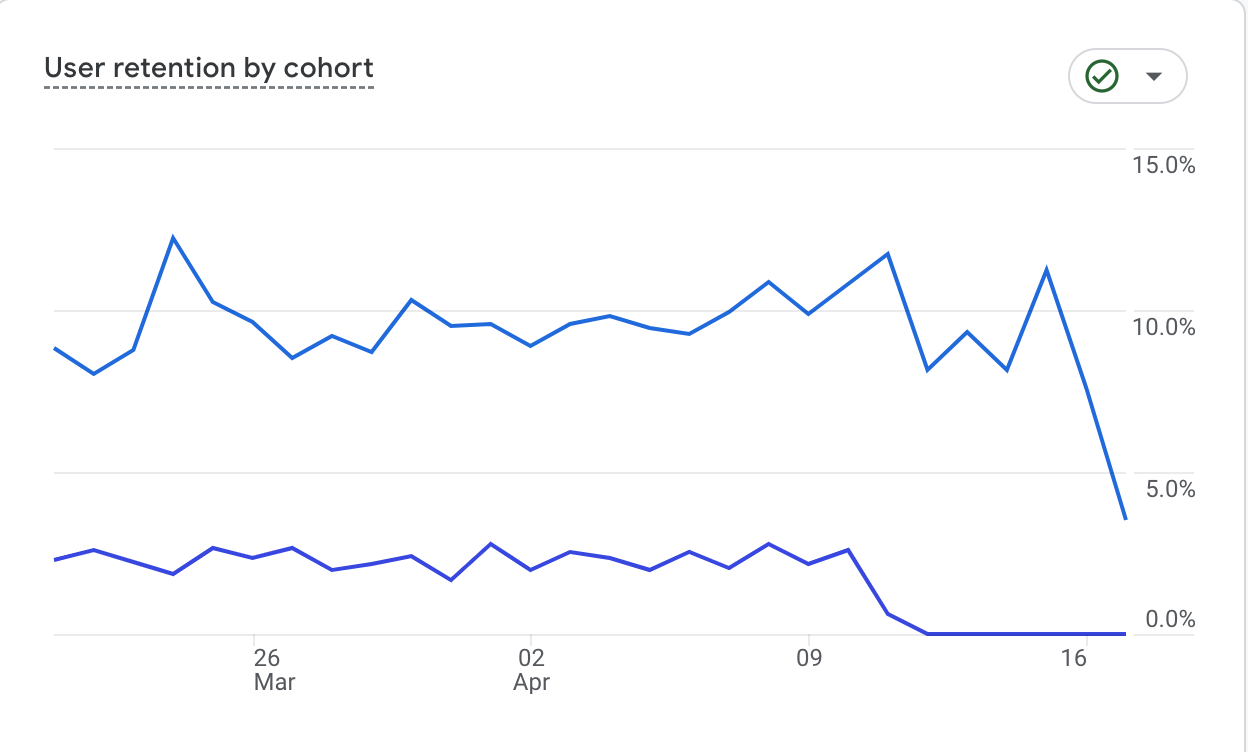 User retention by cohort
15.0%
10.0%
5.0%
0.0%
26
Mar
02
Apr
09
16